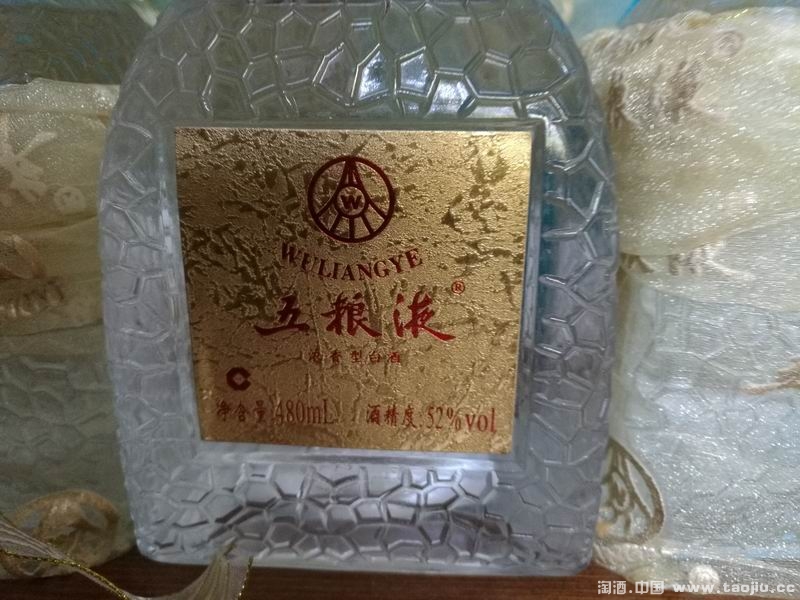 W
WULIANGYE
五粮液®
浓香型白酒
净含量:480mL 酒精度:52%vol
淘酒.中国 www.taojiu.cc